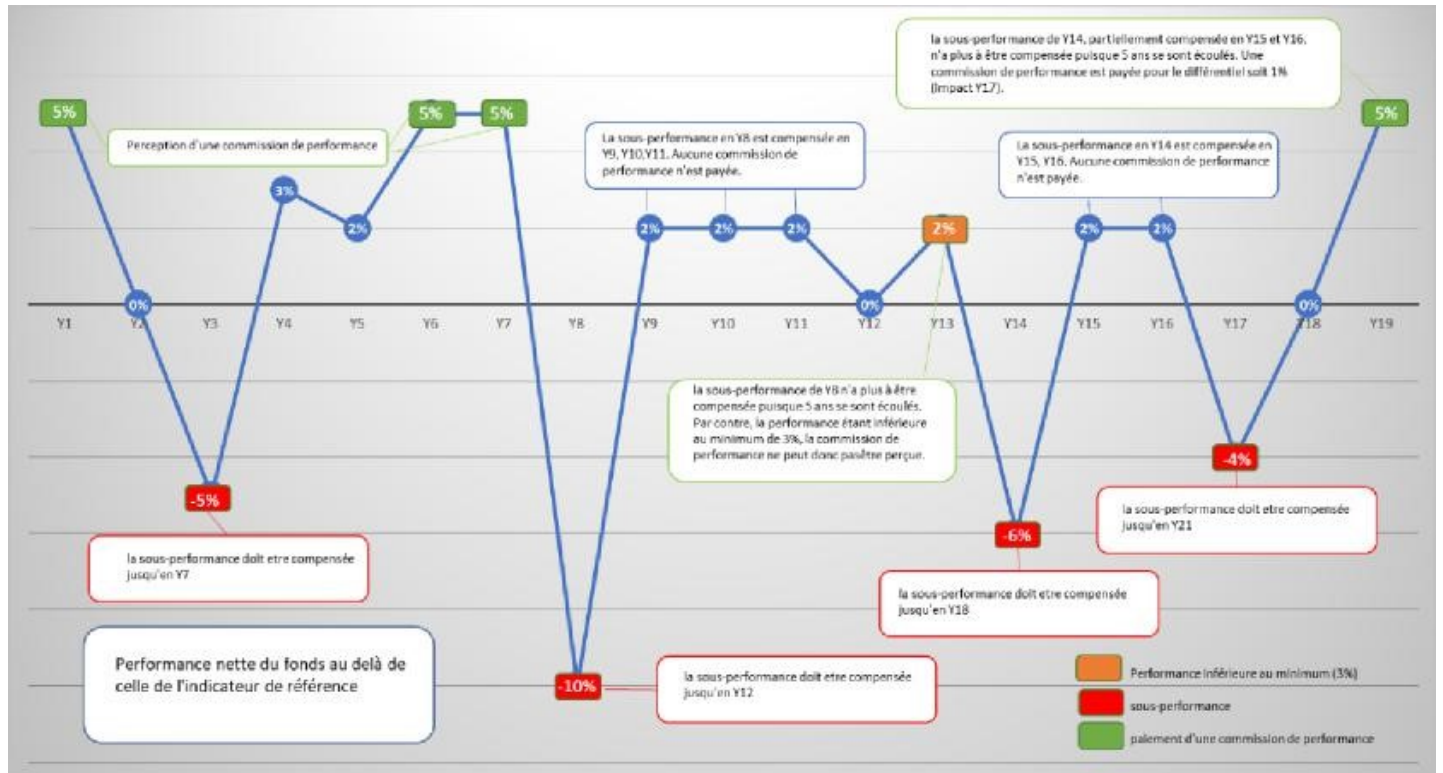 la sous-performance de Y14, partiellement compensée en Y15 et Y16,
n'a plus à être compensée puisque 5 ans se sont écoulés. Une
commission de performance est payée pour le différentiel soit 1%
(Impact Y17).
5%
5%
5%
5%
Perception d'une commission de performance
La sous-performance en Y8 est compensée en
Y9, Y10,Y11. Aucune commission de
performance n'est payée.
La sous-performance en Y14 est compensée en
Y15, Y16. Aucune commission de performance
n'est payée.
3%
2%
2%
2%
2%
2%
2%
2%
0%
0%
0%
Y1
Y2
Y3
Y4
Y5
Y6
Y7
Y8
Y9
Y10
Y11
Y12
Y13
Y14
Y15
Y16
Y17
Y18
Y19
la sous-performance de Y8 n'a plus à être
compensée puisque 5 ans se sont écoulés.
Par contre, la performance étant inférieure
au minimum de 3%, la commission de
performance ne peut donc pasêtre perçue.
-4%
-5%
-6%
la sous-performance doit etre compensée
jusqu'en Y21
la sous-performance doit etre compensée
jusqu'en Y7
la sous-performance doit etre compensée
jusqu'en Y18
Performance nette du fonds au delà de
celle de l'indicateur de référence
-10%
la sous-performance doit etre compensée
jusqu'en Y12
Performance inférieure au minimum (3%)
sous-performance
paiement d'une commission de performance